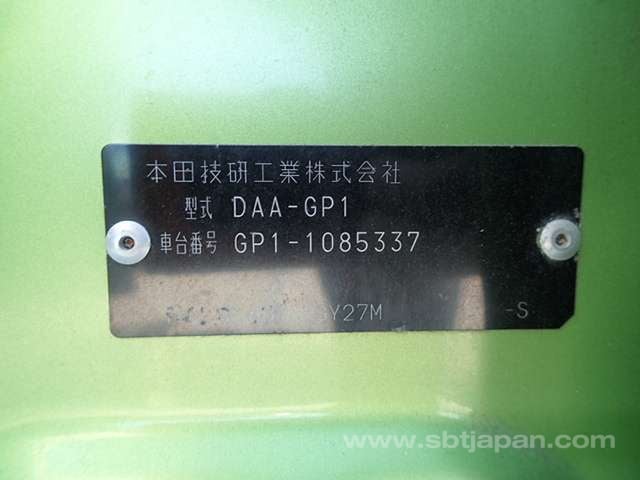 本田技研工業株式会社
型式 DAA-GP1
車台番号 GP1-1085337
Y27M -S
www.sbtjapan.com